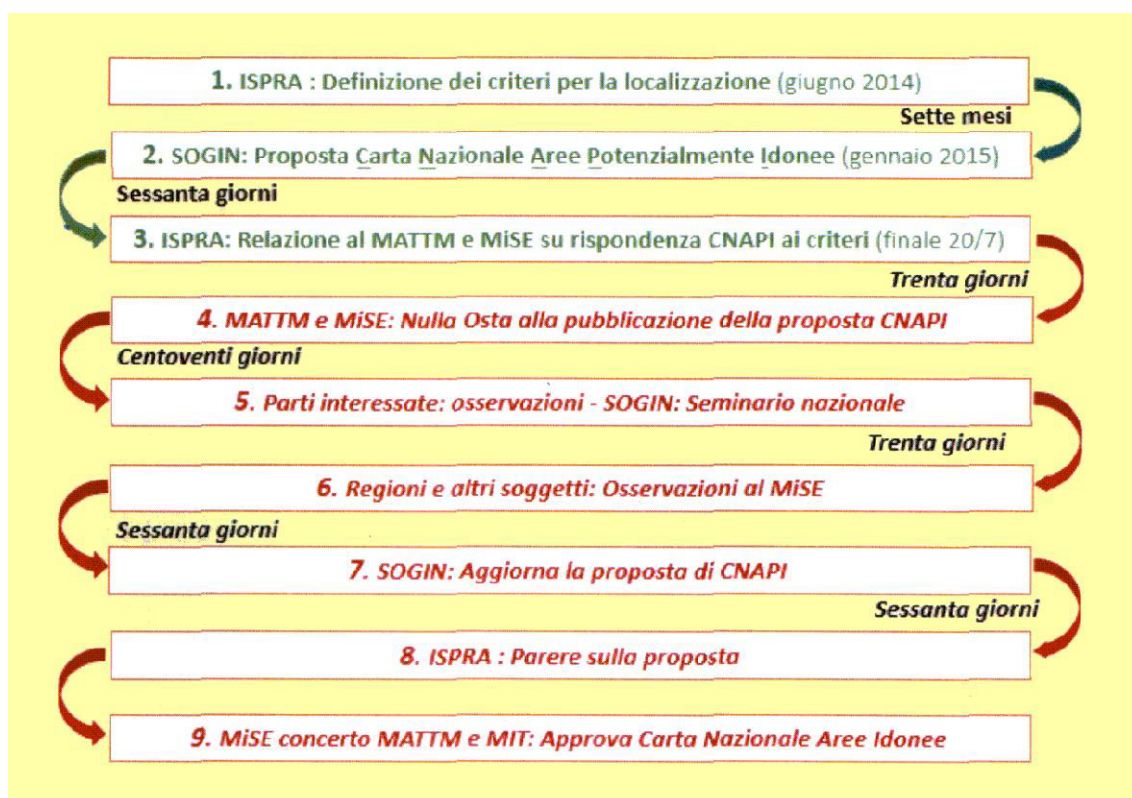 1. ISPRA : Definizione dei criteri per la localizzazione (giugno 2014)
Sette mesi
2. SOGIN: Proposta Carta Nazionale Aree Potenzialmente Idonee (gennaio 2015)
Sessanta giorni
3. ISPRA: Relazione al MATTM e MiSE su rispondenza CNAPI ai criteri (finale 20/7)
Trenta giorni
4. MATTM e MiSE: Nulla Osta alla pubblicazione della proposta CNAPI
Centoventi giorni
5. Parti interessate: osservazioni - SOGIN: Seminario nazionale
Trenta giorni
6. Regioni e altri soggetti: Osservazioni al MiSE
Sessanta giorni
7. SOGIN: Aggiorna la proposta di CNAPI
Sessanta giorni
8. ISPRA : Parere sulla proposta
9. MiSE concerto MATTM e MIT: Approva Carta Nazionale Aree Idonee